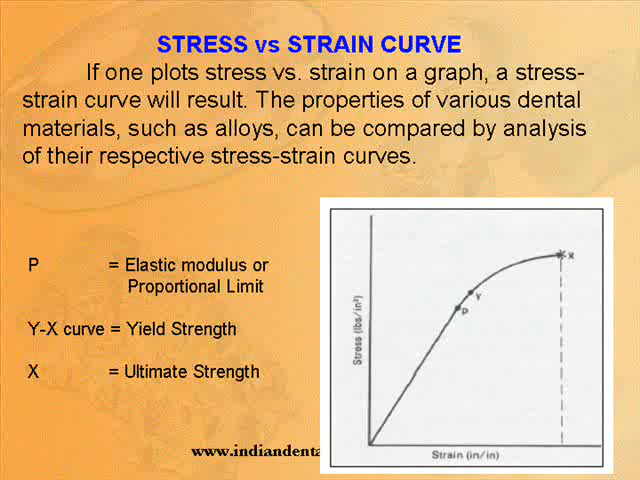 STRESS vs STRAIN CURVE
If one plots stress vs. strain on a graph, a stress-
strain curve will result. The properties of various dental
materials, such as alloys, can be compared by analysis
of their respective stress-strain curves.
P = Elastic modulus or
Proportional Limit
Y-X curve = Yield Strength
X = Ultimate Strength
Stress (lbs/in²)
X
Y
P
Strain (in/in)
www.indiandenta